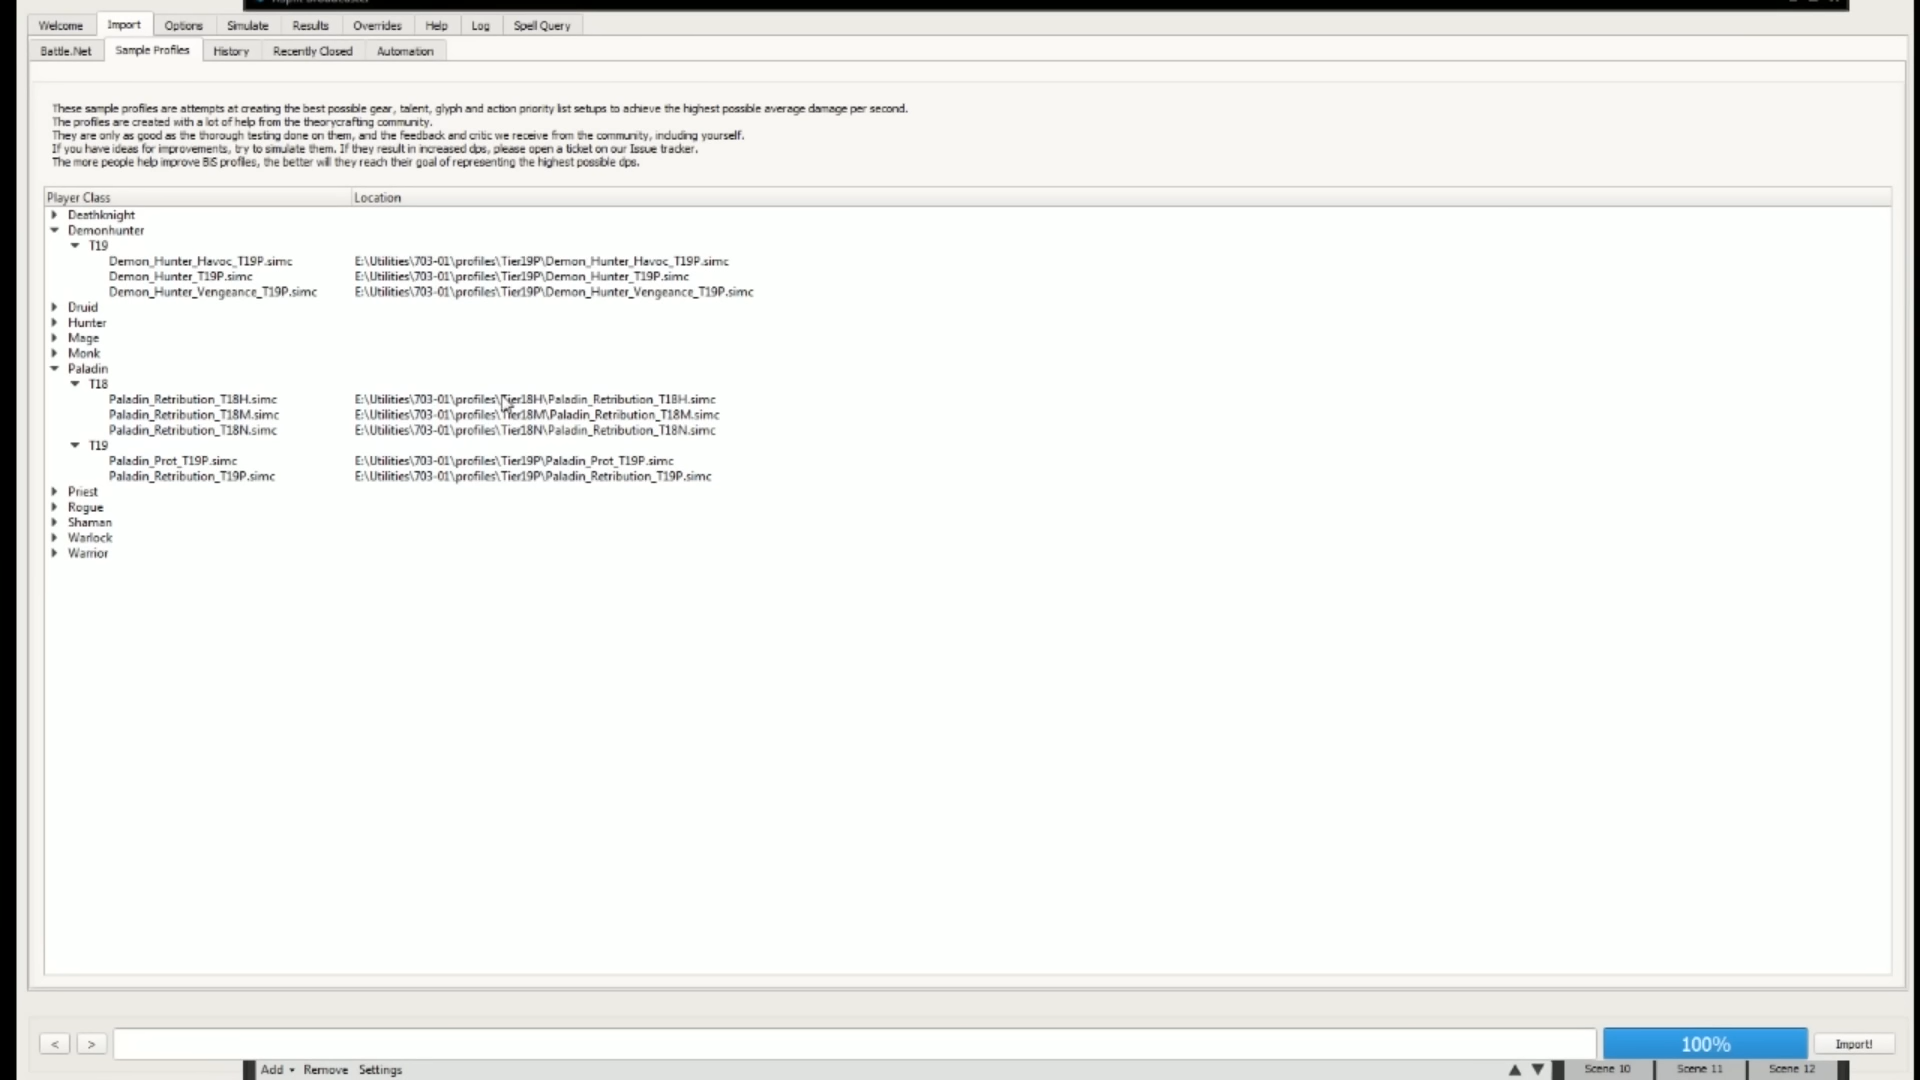 Welcome Import Options Simulate Results Overrides Help Log Spell Query
Battle.Net Sample Profiles History Recently Closed Automation
These sample profiles are attempts at creating the best possible gear, talent, glyph and action priority list setups to achieve the highest possible average damage per second.
The profiles are created with a lot of help from the theorycrafting community.
They are only as good as the thorough testing done on them, and the feedback and critic we receive from the community, including yourself.
If you have ideas for improvements, try to simulate them. If they result in increased dps, please open a ticket on our Issue tracker.
The more people help improve BiS profiles, the better will they reach their goal of representing the highest possible dps.
Player Class Location
Deathknight
Demonhunter
T19
Demon_Hunter_Havoc_T19P.simc E:\Utilities\703-01\profiles\Tier19P\Demon_Hunter_Havoc_T19P.simc
Demon_Hunter_T19P.simc E:\Utilities\703-01\profiles\Tier19P\Demon_Hunter_T19P.simc
Demon_Hunter_Vengeance_T19P.simc E:\Utilities\703-01\profiles\Tier19P\Demon_Hunter_Vengeance_T19P.simc
Druid
Hunter
Mage
Monk
Paladin
T18
Paladin_Retribution_T18H.simc E:\Utilities\703-01\profiles\Tier18H\Paladin_Retribution_T18H.simc
Paladin_Retribution_T18M.simc E:\Utilities\703-01\profiles\Tier18M\Paladin_Retribution_T18M.simc
Paladin_Retribution_T18N.simc E:\Utilities\703-01\profiles\Tier18N\Paladin_Retribution_T18N.simc
T19
Paladin_Prot_T19P.simc E:\Utilities\703-01\profiles\Tier19P\Paladin_Prot_T19P.simc
Paladin_Retribution_T19P.simc E:\Utilities\703-01\profiles\Tier19P\Paladin_Retribution_T19P.simc
Priest
Rogue
Shaman
Warlock
Warrior
< > 100% Import!
Add Remove Settings Scene 10 Scene 11 Scene 12